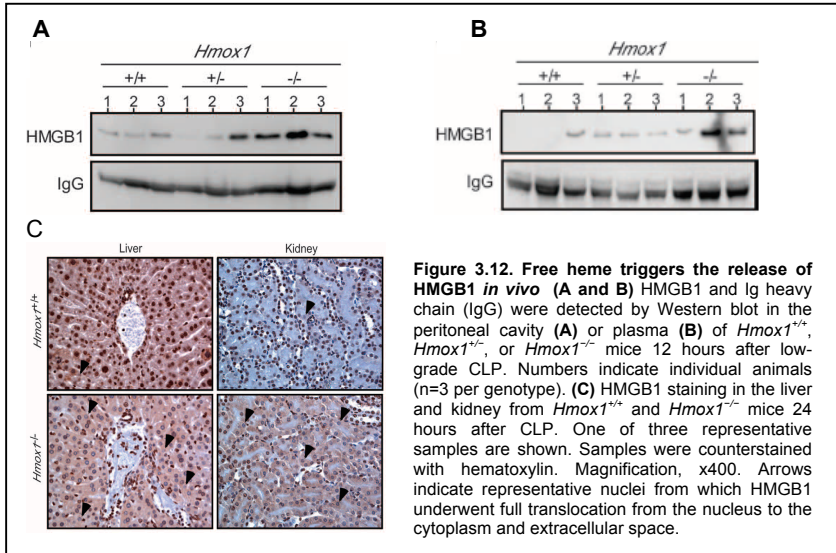 A
Hmox1
+/+ +/- -/-
1 2 3 1 2 3 1 2 3
HMGB1
IgG
B
Hmox1
+/+ +/- -/-
1 2 3 1 2 3 1 2 3
HMGB1
IgG
C
Liver Kidney
Hmox1+/+
Hmox1-/-
Figure 3.12. Free heme triggers the release of
HMGB1 in vivo (A and B) HMGB1 and Ig heavy
chain (IgG) were detected by Western blot in the
peritoneal cavity (A) or plasma (B) of Hmox1+/+,
Hmox1+/−, or Hmox1−/− mice 12 hours after low-
grade CLP. Numbers indicate individual animals
(n=3 per genotype). (C) HMGB1 staining in the liver
and kidney from Hmox1+/+ and Hmox1−/− mice 24
hours after CLP. One of three representative
samples are shown. Samples were counterstained
with hematoxylin. Magnification, x400. Arrows
indicate representative nuclei from which HMGB1
underwent full translocation from the nucleus to the
cytoplasm and extracellular space.